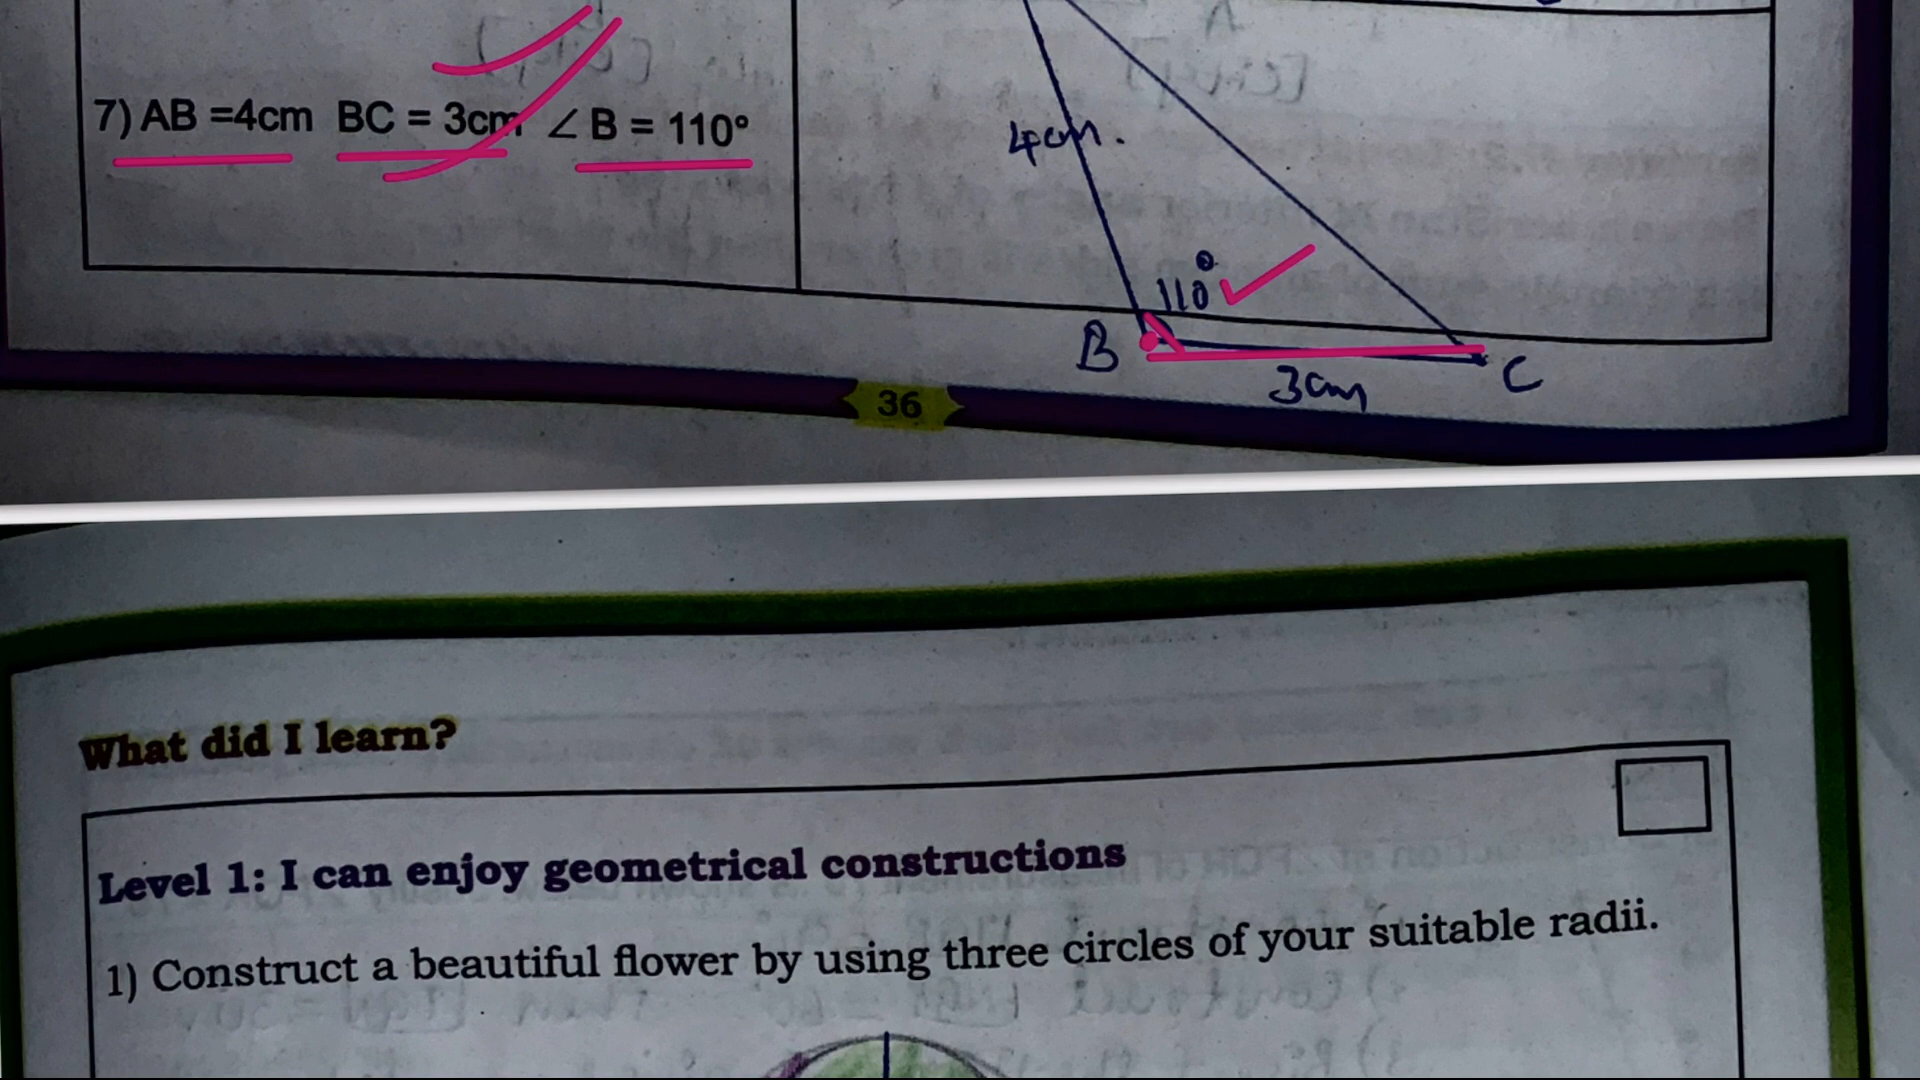 7) AB =4cm BC = 3cm ∠B = 110°
4cm.
110°
B
3cm
C
36
What did I learn?
Level 1: I can enjoy geometrical constructions
1) Construct a beautiful flower by using three circles of your suitable radii.